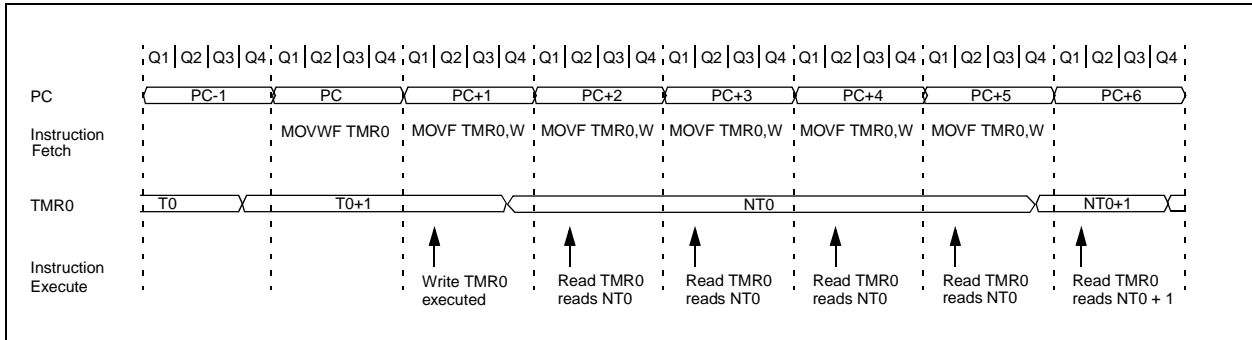 Q1 Q2 Q3 Q4 Q1 Q2 Q3 Q4 Q1 Q2 Q3 Q4 Q1 Q2 Q3 Q4 Q1 Q2 Q3 Q4 Q1 Q2 Q3 Q4 Q1 Q2 Q3 Q4 Q1 Q2 Q3 Q4
PC PC-1 PC PC+1 PC+2 PC+3 PC+4 PC+5 PC+6
Instruction
Fetch
MOVWF TMR0 MOVF TMR0,W MOVF TMR0,W MOVF TMR0,W MOVF TMR0,W MOVF TMR0,W
TMR0 T0 T0+1 NT0 NT0+1
Instruction
Execute
Write TMR0
executed
Read TMR0
reads NT0
Read TMR0
reads NT0
Read TMR0
reads NT0
Read TMR0
reads NT0
Read TMR0
reads NT0 + 1